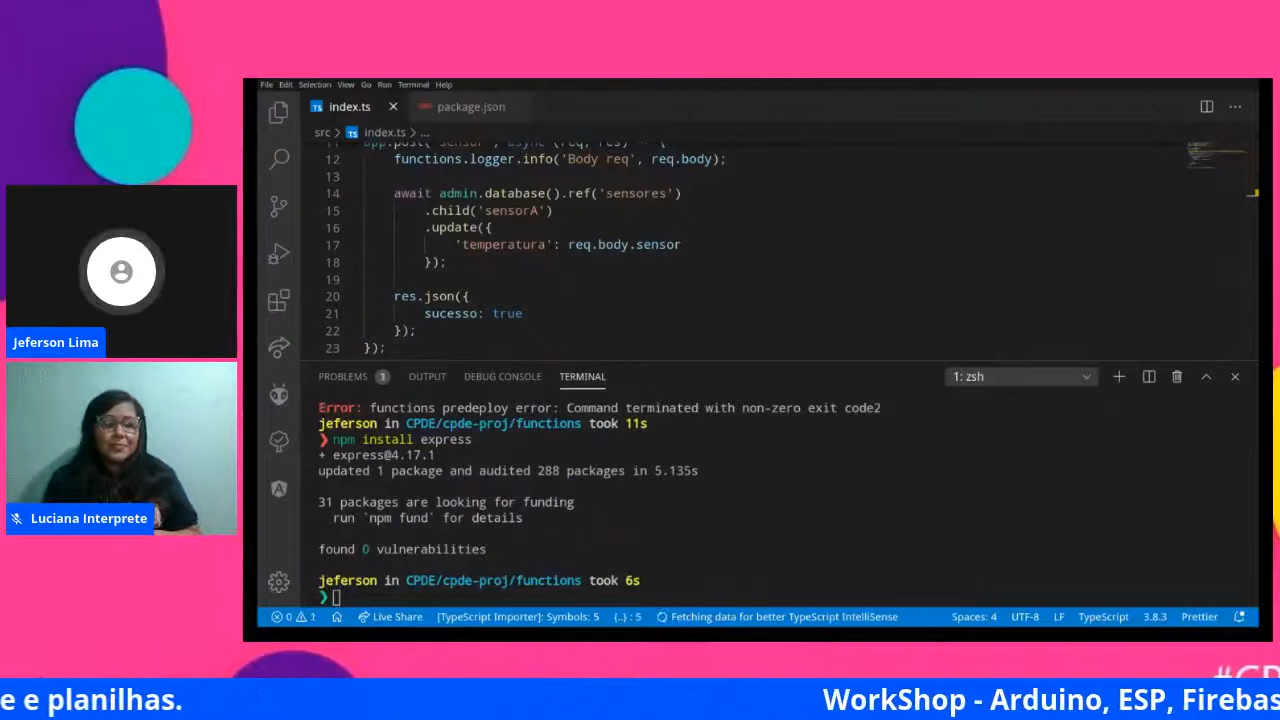 File Edit Selection View Go Run Terminal Help
index.ts
package.json
src > index.ts > ...
11 app.post('sensor', async (req, res) => {
12 functions.logger.info('Body req', req.body);
13
14 await admin.database().ref('sensores')
15 .child('sensorA')
16 .update({
17 'temperatura': req.body.sensor
18 });
19
20 res.json({
21 sucesso: true
22 });
23 });
PROBLEMS 1 OUTPUT DEBUG CONSOLE TERMINAL 1: zsh
Error: functions predeploy error: Command terminated with non-zero exit code2
jeferson in CPDE/cpde-proj/functions took 11s
❯ npm install express
+ express@4.17.1
updated 1 package and audited 288 packages in 5.135s
31 packages are looking for funding
run `npm fund` for details
found 0 vulnerabilities
jeferson in CPDE/cpde-proj/functions took 6s
❯
0 1 Live Share [TypeScript Importer]: Symbols: 5 {..} : 5 Fetching data for better TypeScript IntelliSense Spaces: 4 UTF-8 LF TypeScript 3.8.3 Prettier
Jeferson Lima
Luciana Interprete
e e planilhas.
WorkShop - Arduino, ESP, Firebas